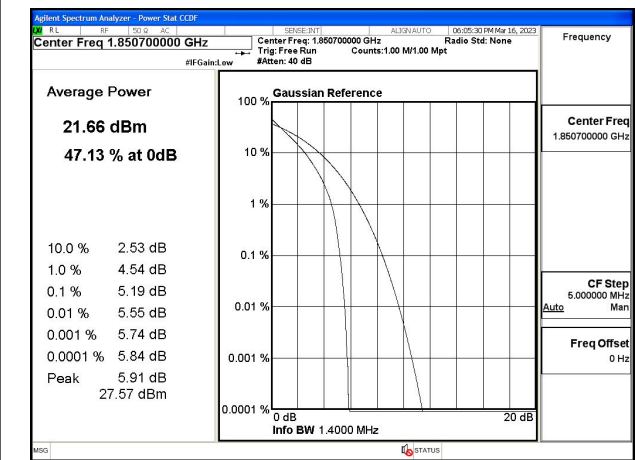 Agilent Spectrum Analyzer - Power Stat CCDF
LXI RL RF 50 Ω AC SENSE:INT ALIGN AUTO 06:05:30 PM Mar 16, 2023
Center Freq 1.850700000 GHz
Center Freq: 1.850700000 GHz Radio Std: None
Trig: Free Run Counts:1.00 M/1.00 Mpt
#IFGain:Low #Atten: 40 dB
Frequency
Average Power
21.66 dBm
47.13 % at 0dB
10.0 % 2.53 dB
1.0 % 4.54 dB
0.1 % 5.19 dB
0.01 % 5.55 dB
0.001 % 5.74 dB
0.0001 % 5.84 dB
Peak 5.91 dB
27.57 dBm
100 % Gaussian Reference
10 %
1 %
0.1 %
0.01 %
0.001 %
0.0001 %
0 dB 20 dB
Info BW 1.4000 MHz
Center Freq
1.850700000 GHz
CF Step
5.000000 MHz
Auto Man
Freq Offset
0 Hz
MSG STATUS